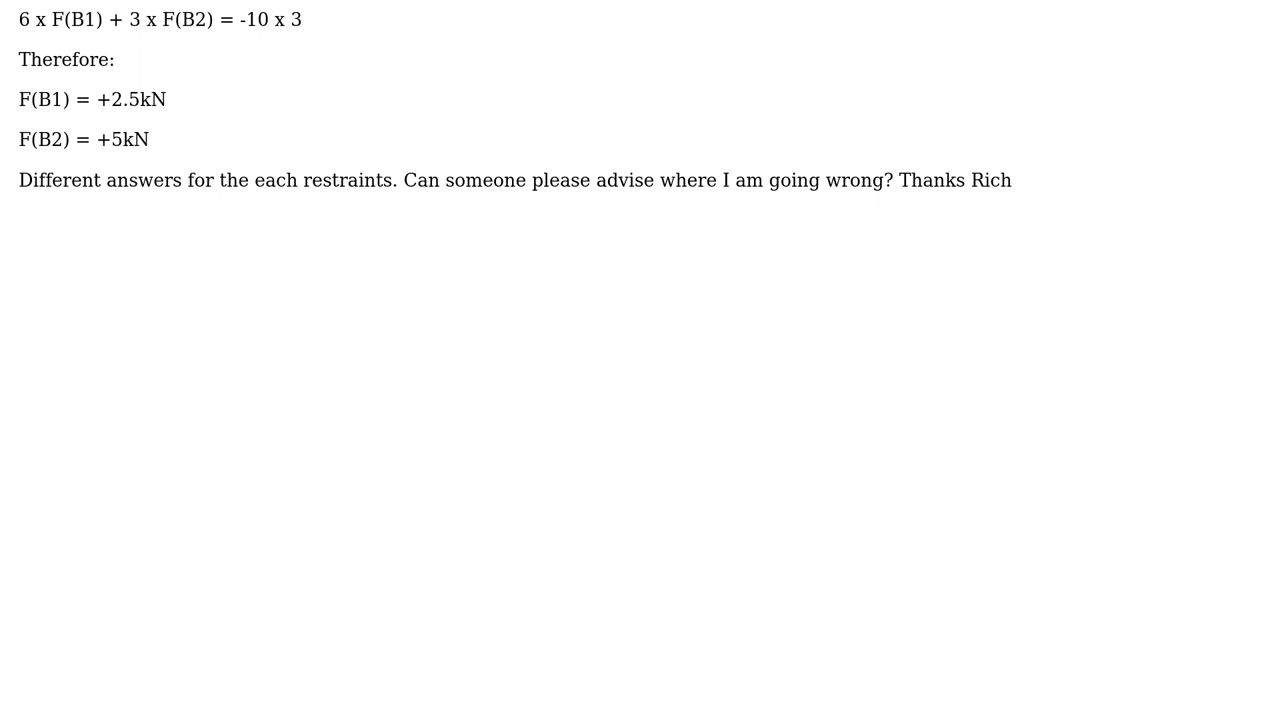 6 x F(B1) + 3 x F(B2) = -10 x 3
Therefore:
F(B1) = +2.5kN
F(B2) = +5kN
Different answers for the each restraints. Can someone please advise where I am going wrong? Thanks Rich